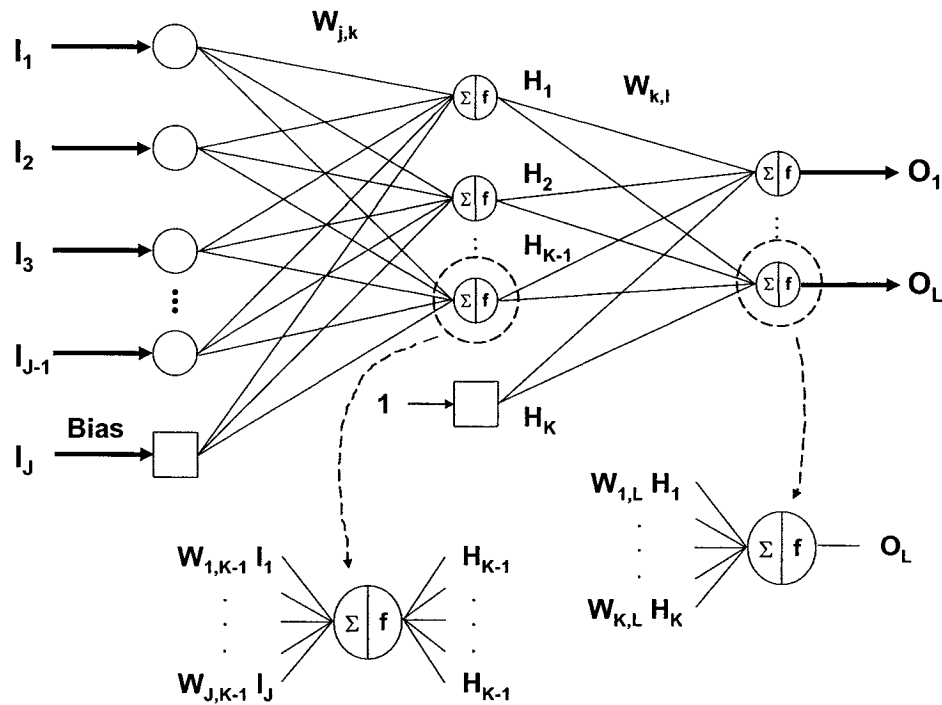 W_{j,k}
I_1
H_1
W_{k,l}
Σ f
I_2
H_2
Σ f
O_1
Σ f
I_3
H_{K-1}
Σ f
O_L
Σ f
I_{J-1}
1
H_K
Bias
I_J
W_{1,L} H_1
Σ f
O_L
W_{K,L} H_K
W_{1,K-1} I_1
H_{K-1}
Σ f
W_{J,K-1} I_J
H_{K-1}